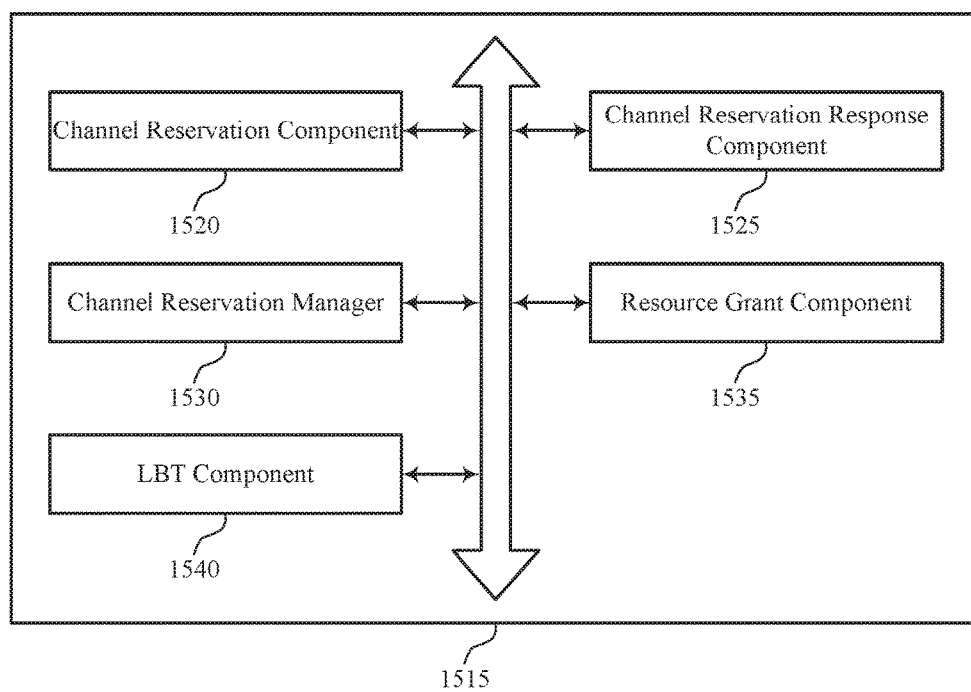 Channel Reservation Component
1520
Channel Reservation Response
Component
1525
Channel Reservation Manager
1530
Resource Grant Component
1535
LBT Component
1540
1515